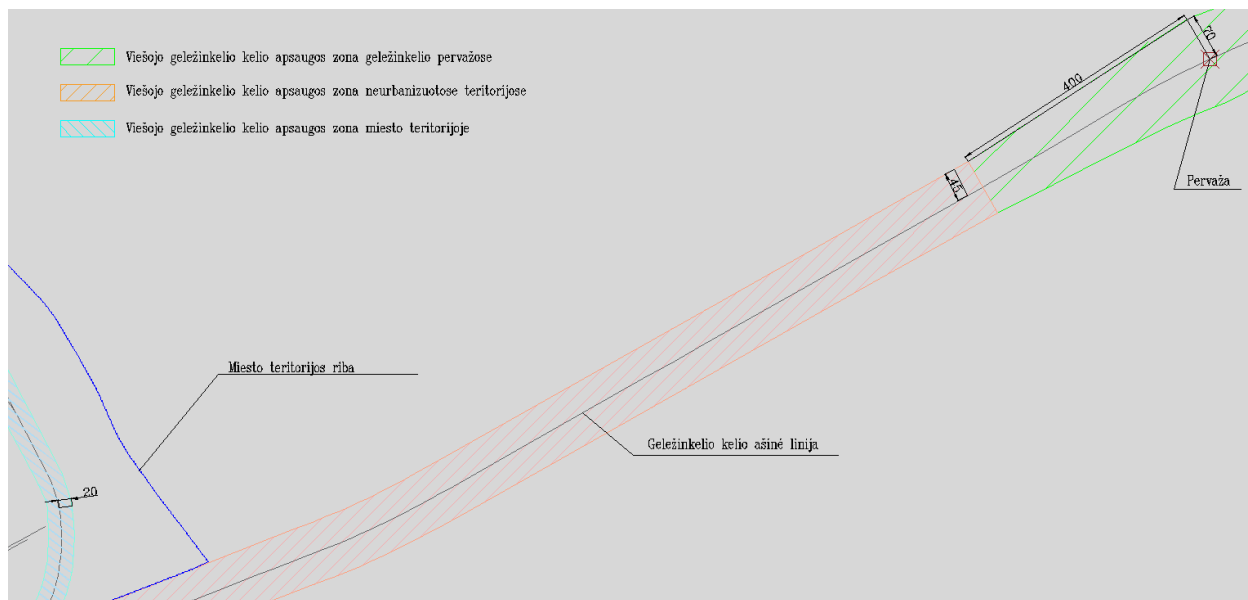 Viešojo geležinkelio kelio apsaugos zona geležinkelio pervažose
Viešojo geležinkelio kelio apsaugos zona neurbanizuotose teritorijose
Viešojo geležinkelio kelio apsaugos zona miesto teritorijoje
70
400
45
Pervaža
Miesto teritorijos riba
Geležinkelio kelio ašinė linija
20